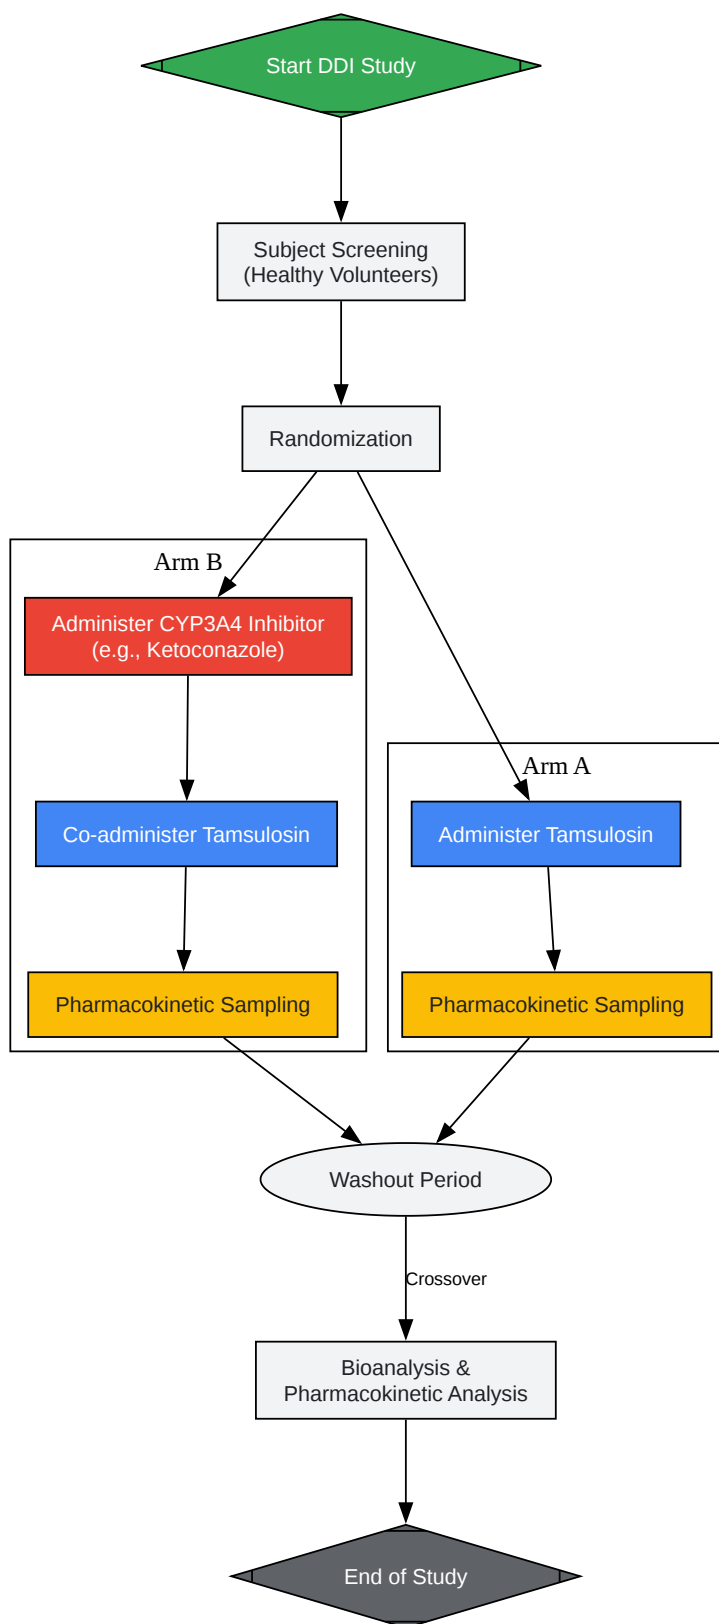 Start DDI Study
Subject Screening
(Healthy Volunteers)
Randomization
Arm B
Administer CYP3A4 Inhibitor
(e.g., Ketoconazole)
Co-administer Tamsulosin
Pharmacokinetic Sampling
Arm A
Administer Tamsulosin
Pharmacokinetic Sampling
Washout Period
Crossover
Bioanalysis &
Pharmacokinetic Analysis
End of Study